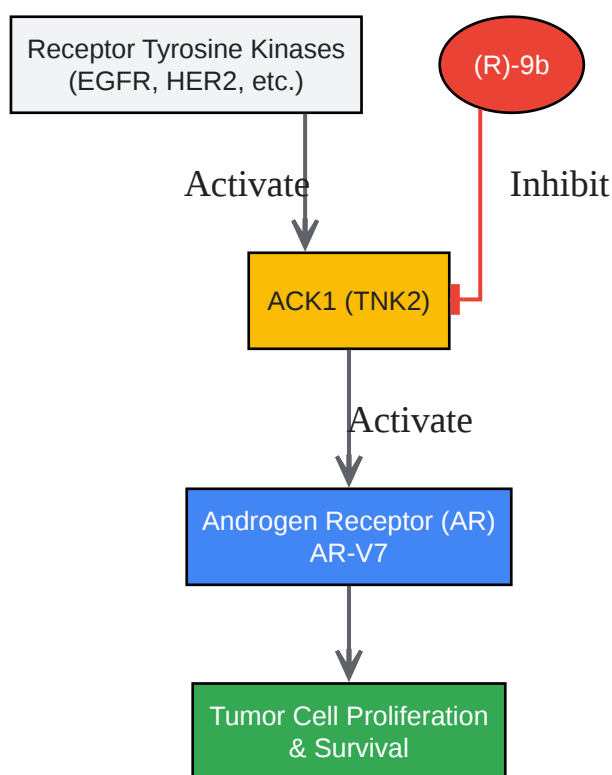 Receptor Tyrosine Kinases
(EGFR, HER2, etc.)
(R)-9b
Activate
Inhibit
ACK1 (TNK2)
Activate
Androgen Receptor (AR)
AR-V7
Tumor Cell Proliferation
& Survival